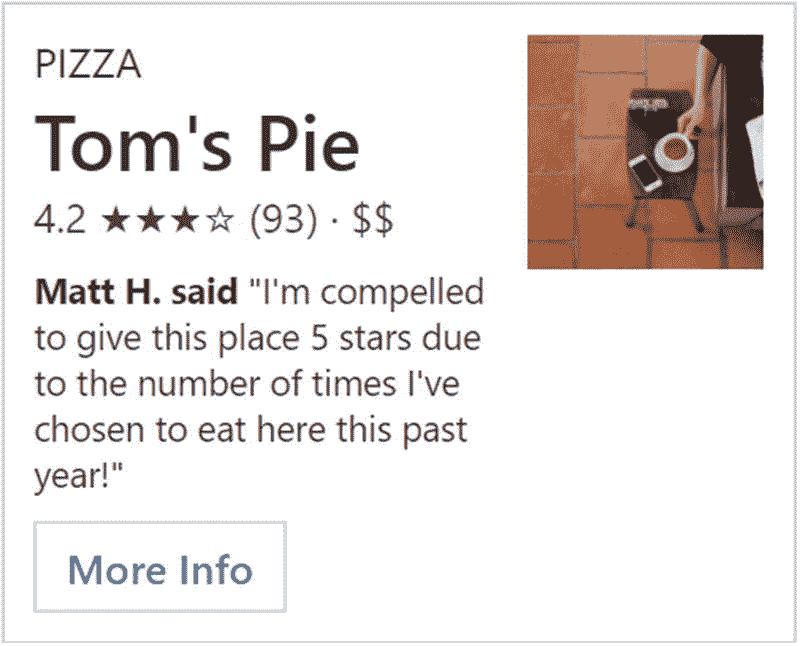 PIZZA
Tom's Pie
4.2 ★★★☆ (93) · $$
Matt H. said "I'm compelled
to give this place 5 stars due
to the number of times I've
chosen to eat here this past
year!"
More Info